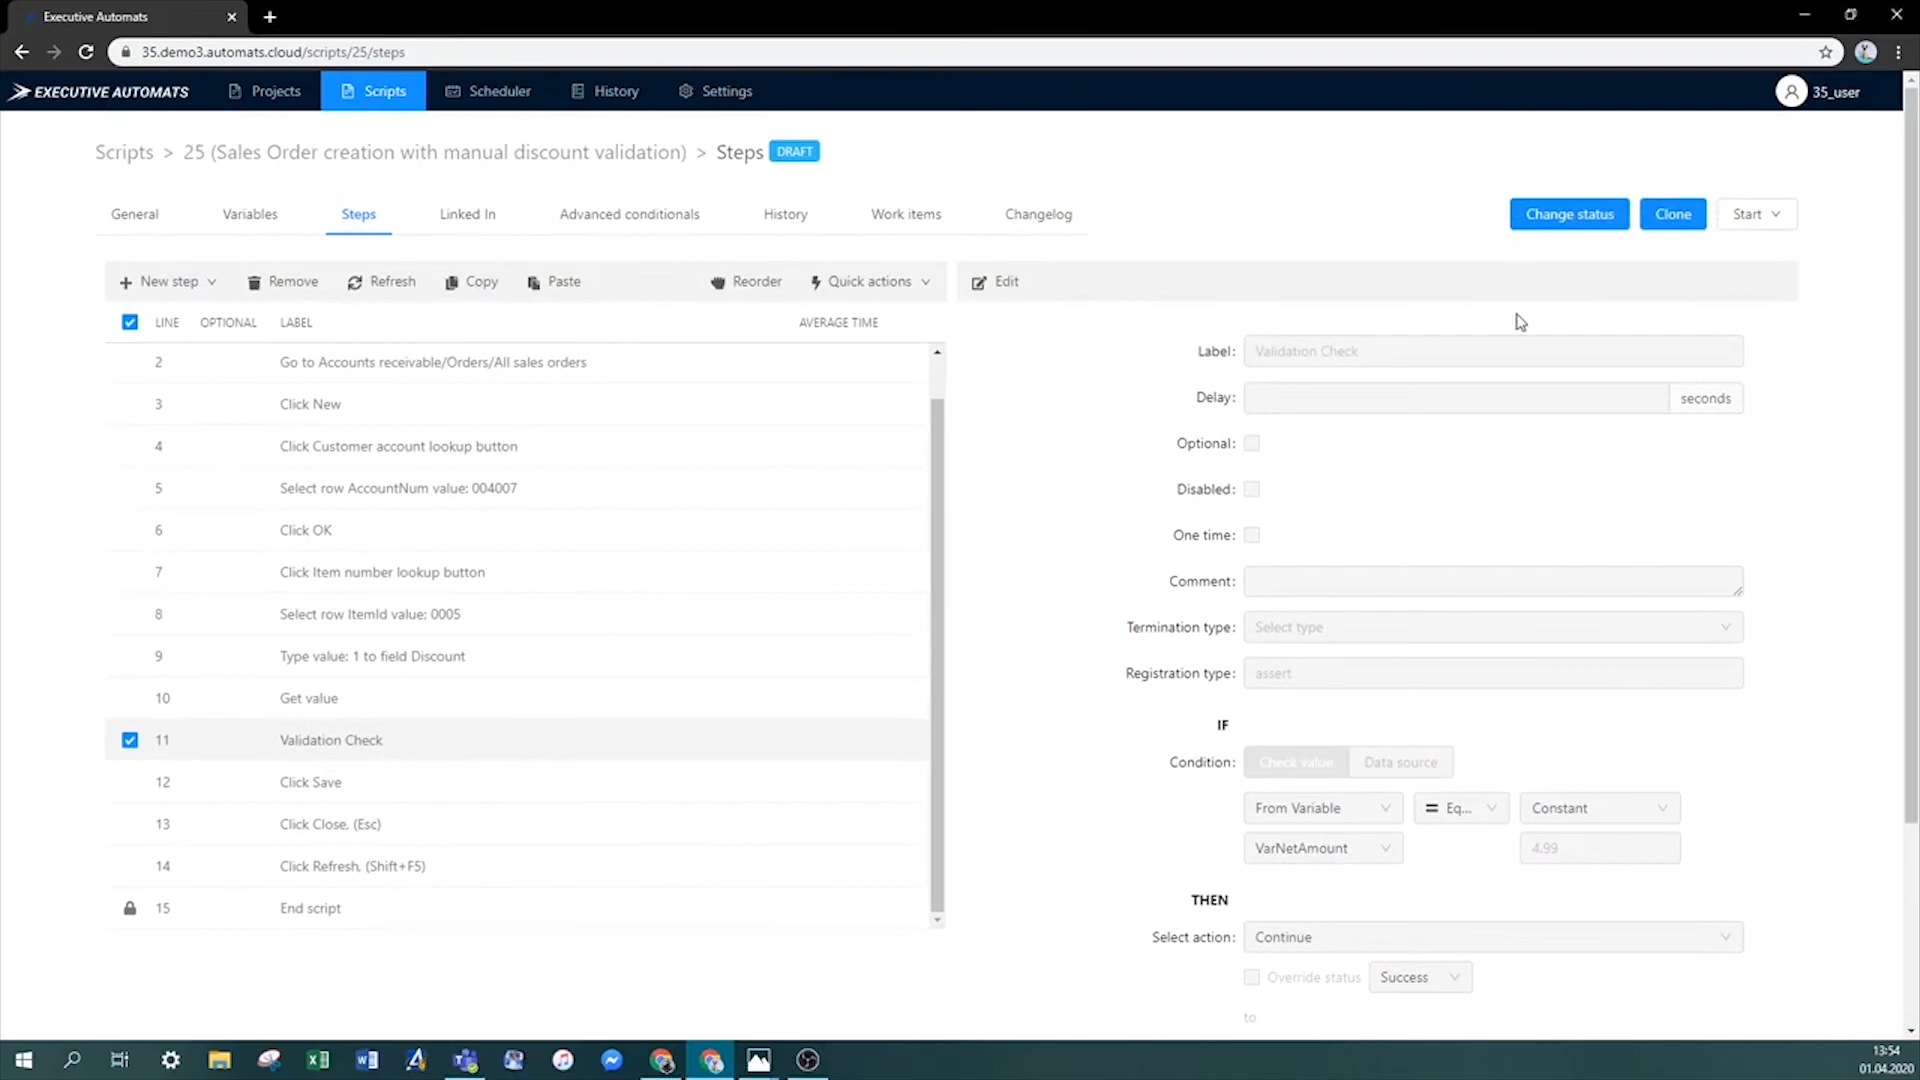 Executive Automats
35.demo3.automats.cloud/scripts/25/steps
EXECUTIVE AUTOMATS
Projects
Scripts
Scheduler
History
Settings
35_user
Scripts > 25 (Sales Order creation with manual discount validation) > Steps DRAFT
General
Variables
Steps
Linked In
Advanced conditionals
History
Work items
Changelog
Change status
Clone
Start
New step
Remove
Refresh
Copy
Paste
Reorder
Quick actions
Edit
LINE OPTIONAL LABEL AVERAGE TIME
2 Go to Accounts receivable/Orders/All sales orders
3 Click New
4 Click Customer account lookup button
5 Select row AccountNum value: 004007
6 Click OK
7 Click Item number lookup button
8 Select row ItemId value: 0005
9 Type value: 1 to field Discount
10 Get value
11 Validation Check
12 Click Save
13 Click Close, (Esc)
14 Click Refresh, (Shift+F5)
15 End script
Label: Validation Check
Delay: seconds
Optional:
Disabled:
One time:
Comment:
Termination type: Select type
Registration type: assert
IF
Condition: Check value Data source
From Variable = Eq... Constant
VarNetAmount 4.99
THEN
Select action: Continue
Override status Success
to
13:54
01.04.2020